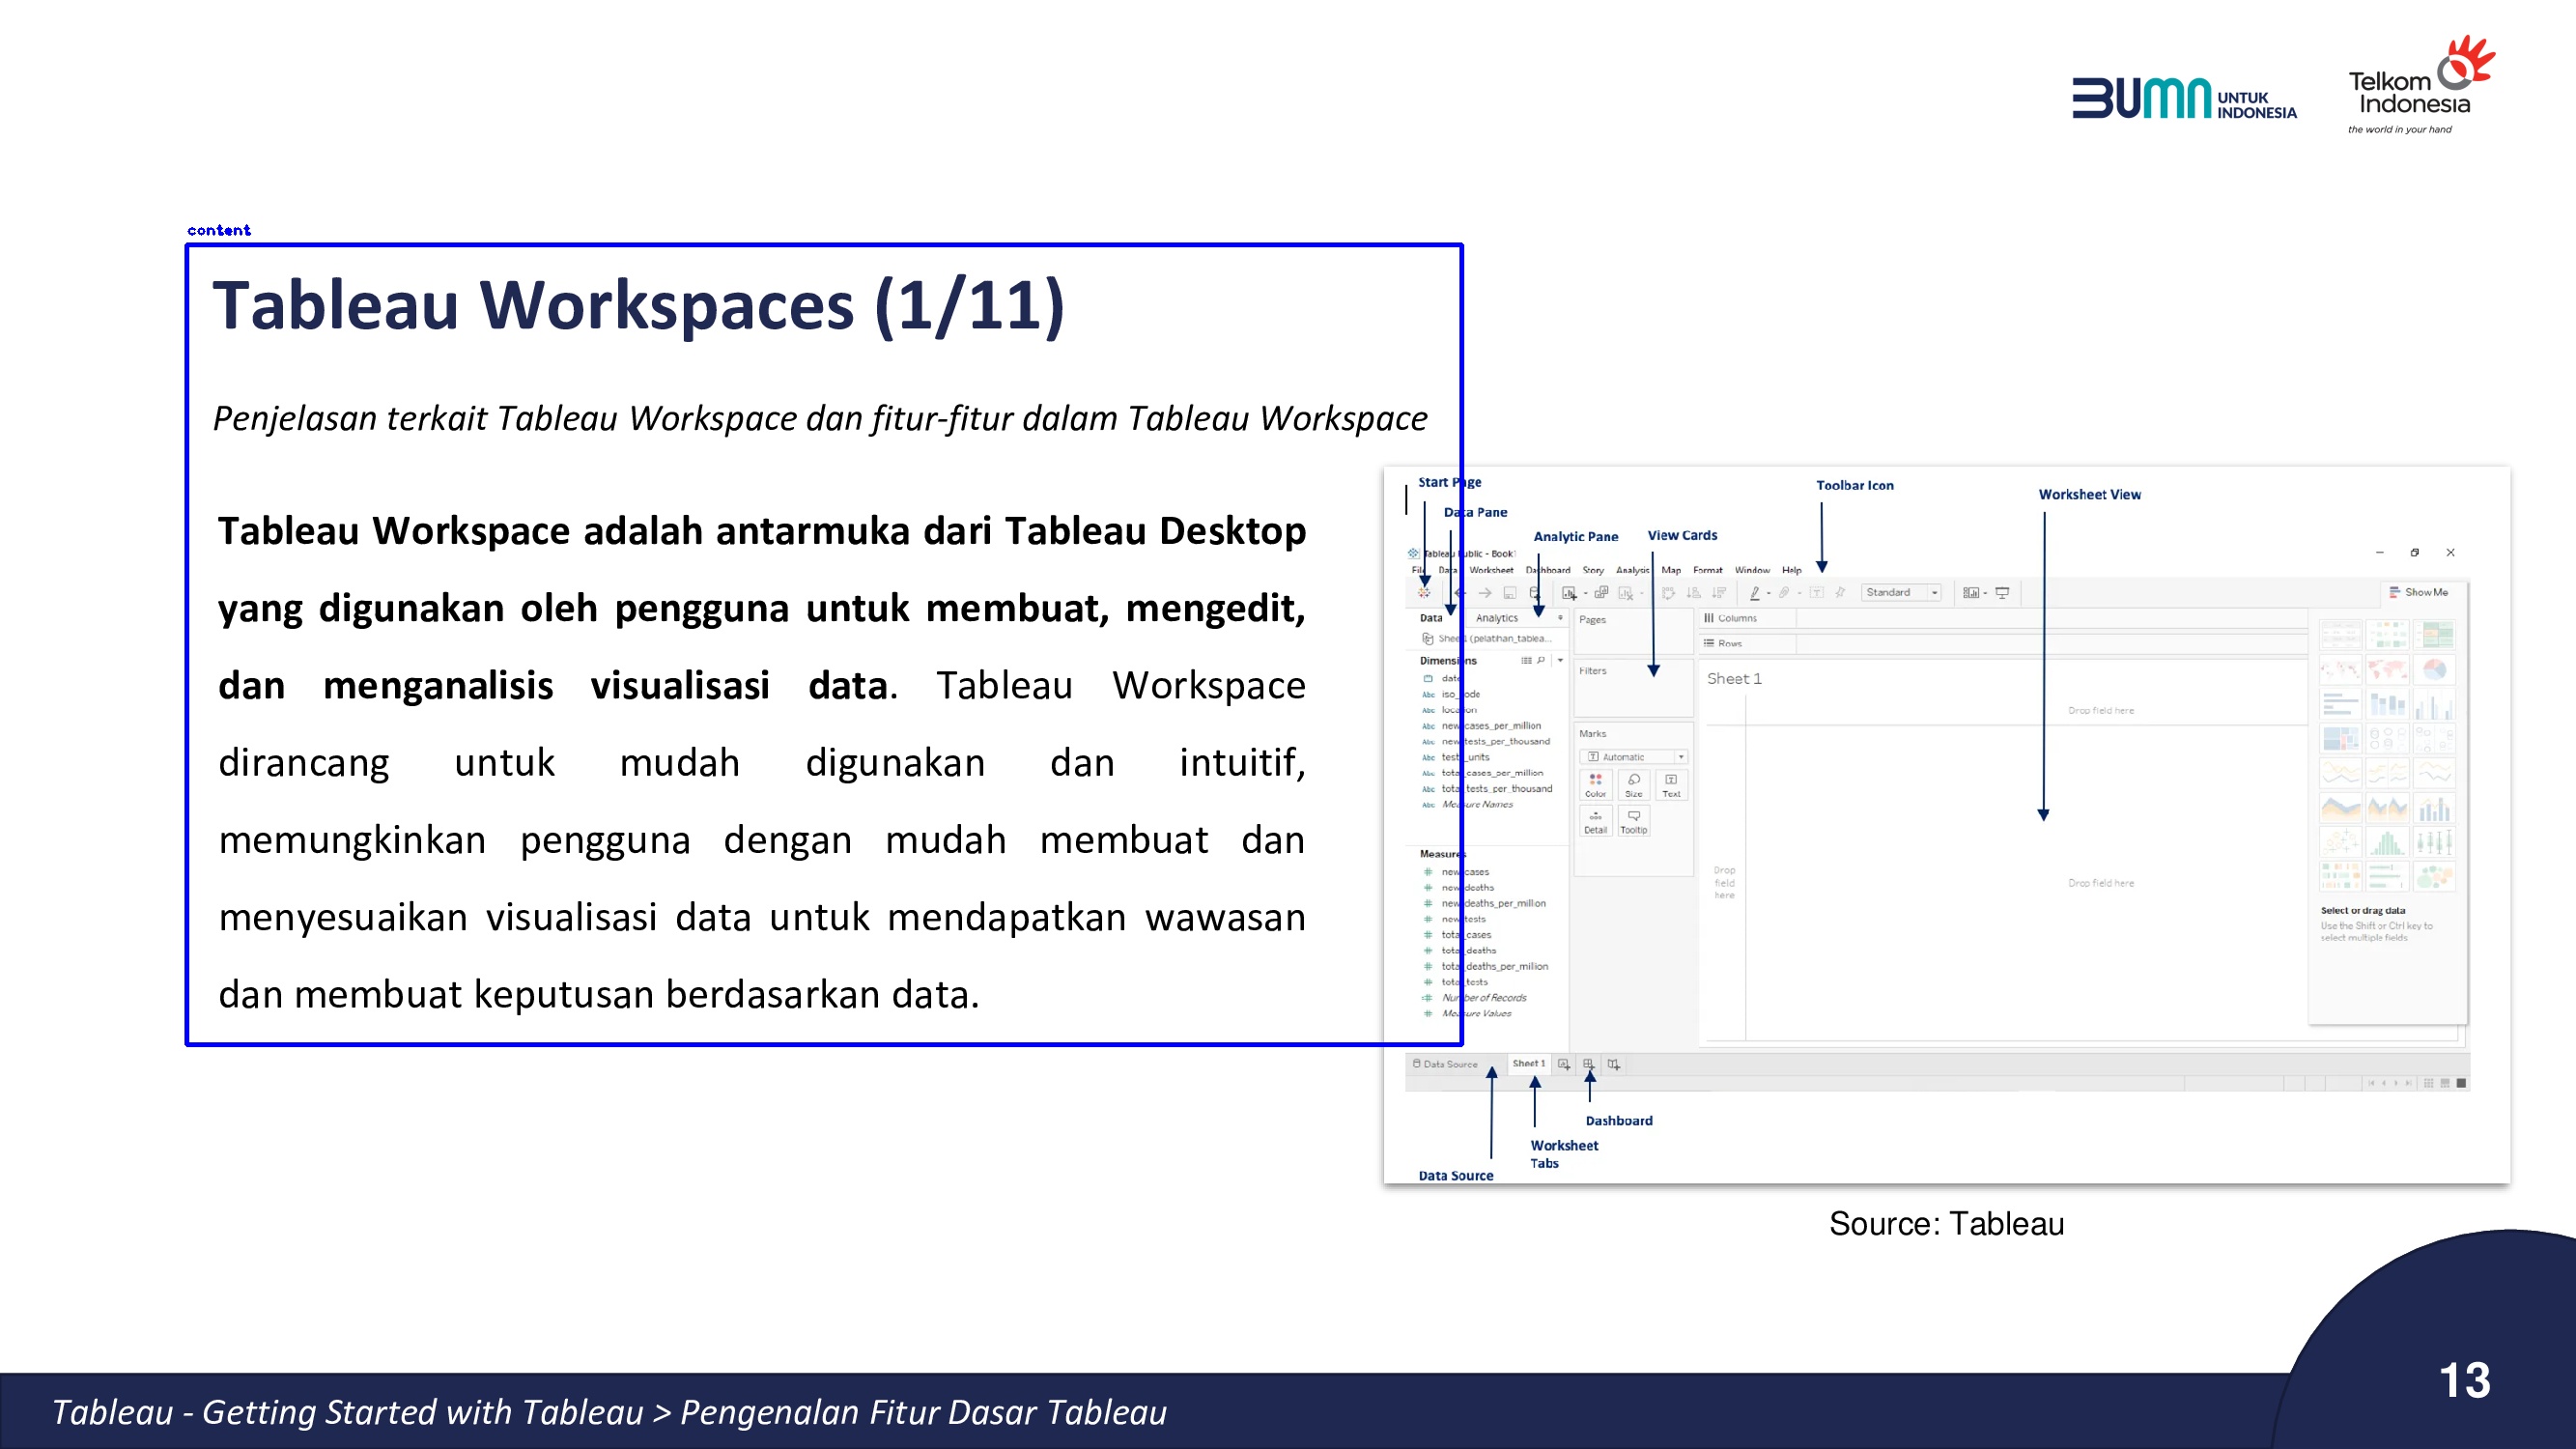 BUMN UNTUK INDONESIA
Telkom Indonesia
the world in your hand
content
Tableau Workspaces (1/11)
Penjelasan terkait Tableau Workspace dan fitur-fitur dalam Tableau Workspace
Tableau Workspace adalah antarmuka dari Tableau Desktop
yang digunakan oleh pengguna untuk membuat, mengedit,
dan menganalisis visualisasi data. Tableau Workspace
dirancang untuk mudah digunakan dan intuitif,
memungkinkan pengguna dengan mudah membuat dan
menyesuaikan visualisasi data untuk mendapatkan wawasan
dan membuat keputusan berdasarkan data.
Start Page
Data Pane
Analytic Pane
View Cards
Toolbar Icon
Worksheet View
Tableau Public - Book1
File Data Worksheet Dashboard Story Analysis Map Format Window Help
Standard
Show Me
Data Analytics
Sheet1 (pelatihan_tablea...
Dimensions
date
Abc iso_code
Abc location
Abc new_cases_per_million
Abc new_tests_per_thousand
Abc tests_units
Abc total_cases_per_million
Abc total_tests_per_thousand
Abc Measure Names
Measures
new_cases
new_deaths
new_deaths_per_million
new_tests
total_cases
total_deaths
total_deaths_per_million
total_tests
Number of Records
Measure Values
Pages
Filters
Marks
Automatic
Color Size Text
Detail Tooltip
Columns
Rows
Sheet 1
Drop field here
Drop
field
here
Drop field here
Select or drag data
Use the Shift or Ctrl key to
select multiple fields
Data Source Sheet 1
Dashboard
Worksheet
Tabs
Data Source
Source: Tableau
Tableau - Getting Started with Tableau > Pengenalan Fitur Dasar Tableau
13